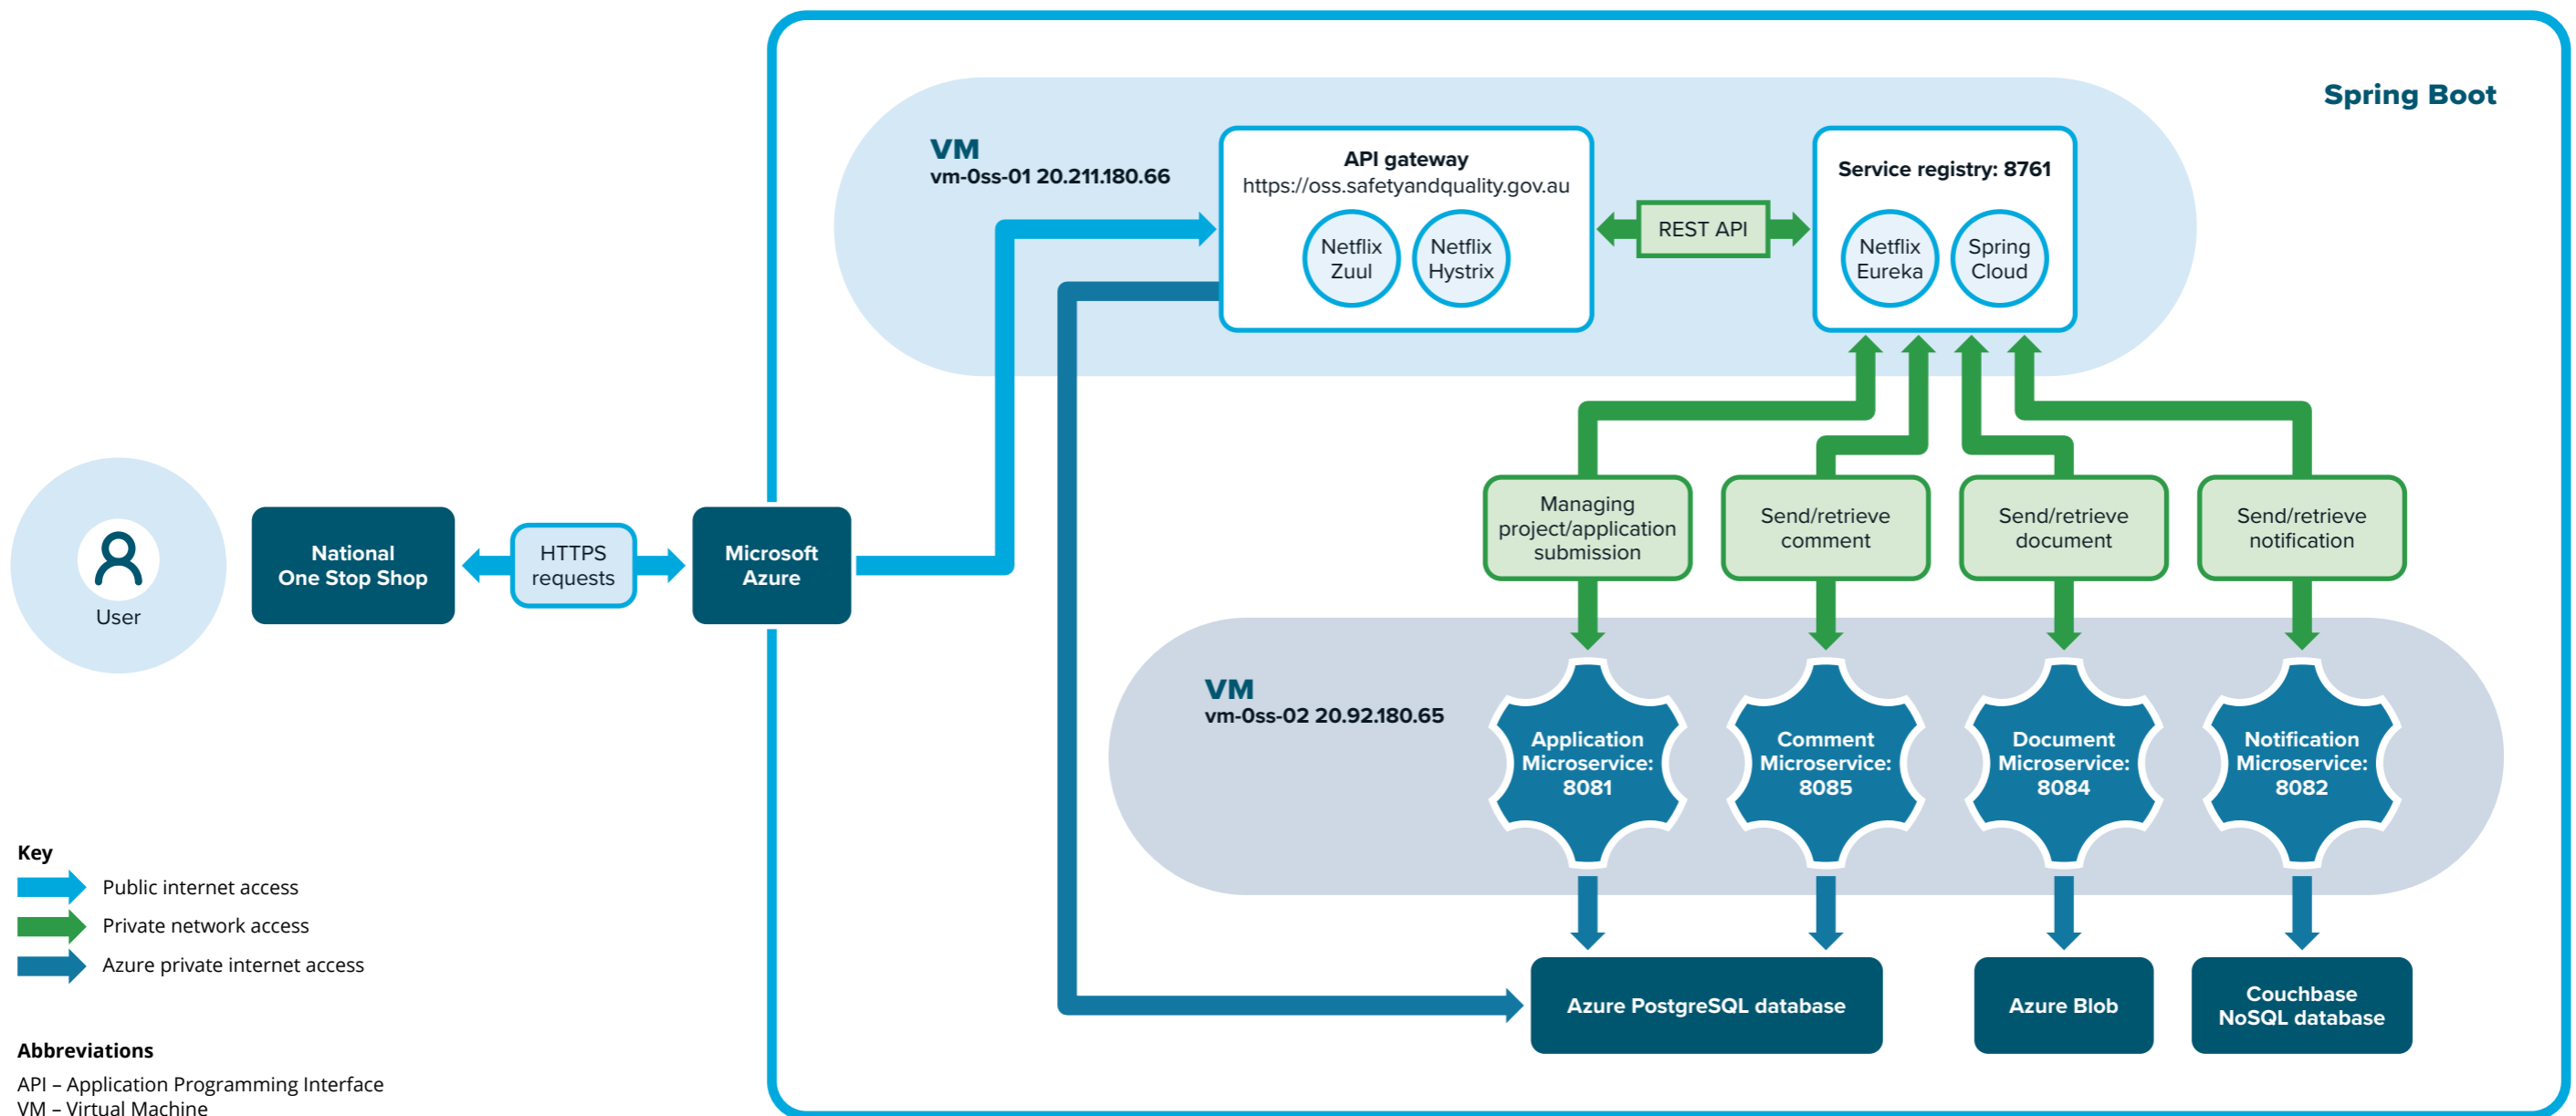 Spring Boot
VM
vm-0ss-01 20.211.180.66
API gateway
https://oss.safetyandquality.gov.au
Netflix
Zuul
Netflix
Hystrix
REST API
Service registry: 8761
Netflix
Eureka
Spring
Cloud
User
National
One Stop Shop
HTTPS
requests
Microsoft
Azure
Managing
project/application
submission
Send/retrieve
comment
Send/retrieve
document
Send/retrieve
notification
VM
vm-0ss-02 20.92.180.65
Application
Microservice:
8081
Comment
Microservice:
8085
Document
Microservice:
8084
Notification
Microservice:
8082
Azure PostgreSQL database
Azure Blob
Couchbase
NoSQL database
Key
Public internet access
Private network access
Azure private internet access
Abbreviations
API – Application Programming Interface
VM – Virtual Machine